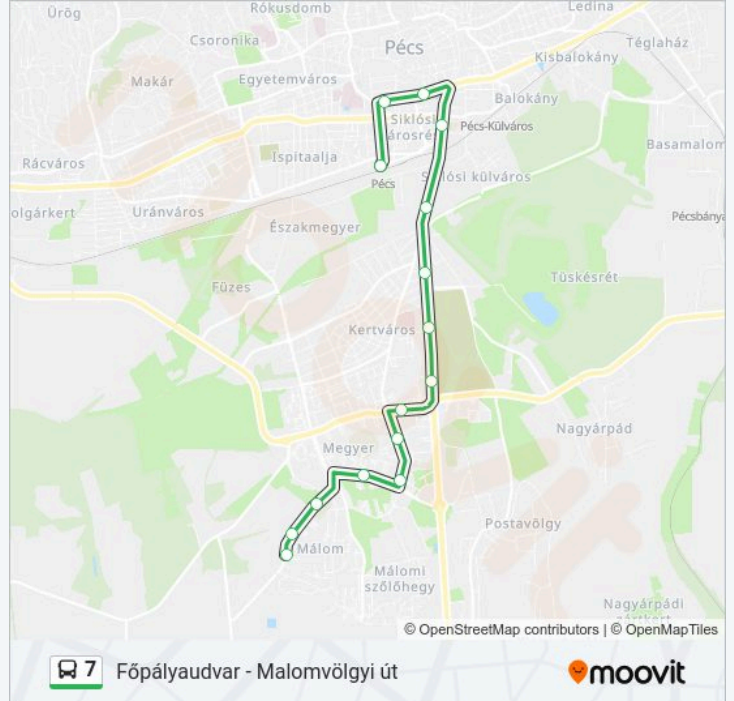 Ürög
Rókusdomb
Ledina
Csoronika
Pécs
Téglaház
Kisbalokány
Makár
Egyetemváros
Balokány
Siklósi
városrész
Pécs-Külváros
Basamalom
Ispitaalja
Rácváros
Pécs
Siklósi külváros
olgárkert
Uránváros
Pécsbánya
Északmegyer
Tüskésrét
Füzes
Kertváros
Nagyárpád
Megyer
Postavölgy
Málom
Málomi
szőlőhegy
Nagyárpádi
© OpenStreetMap contributors | © OpenMapTiles
7 Főpályaudvar - Malomvölgyi út
moovit